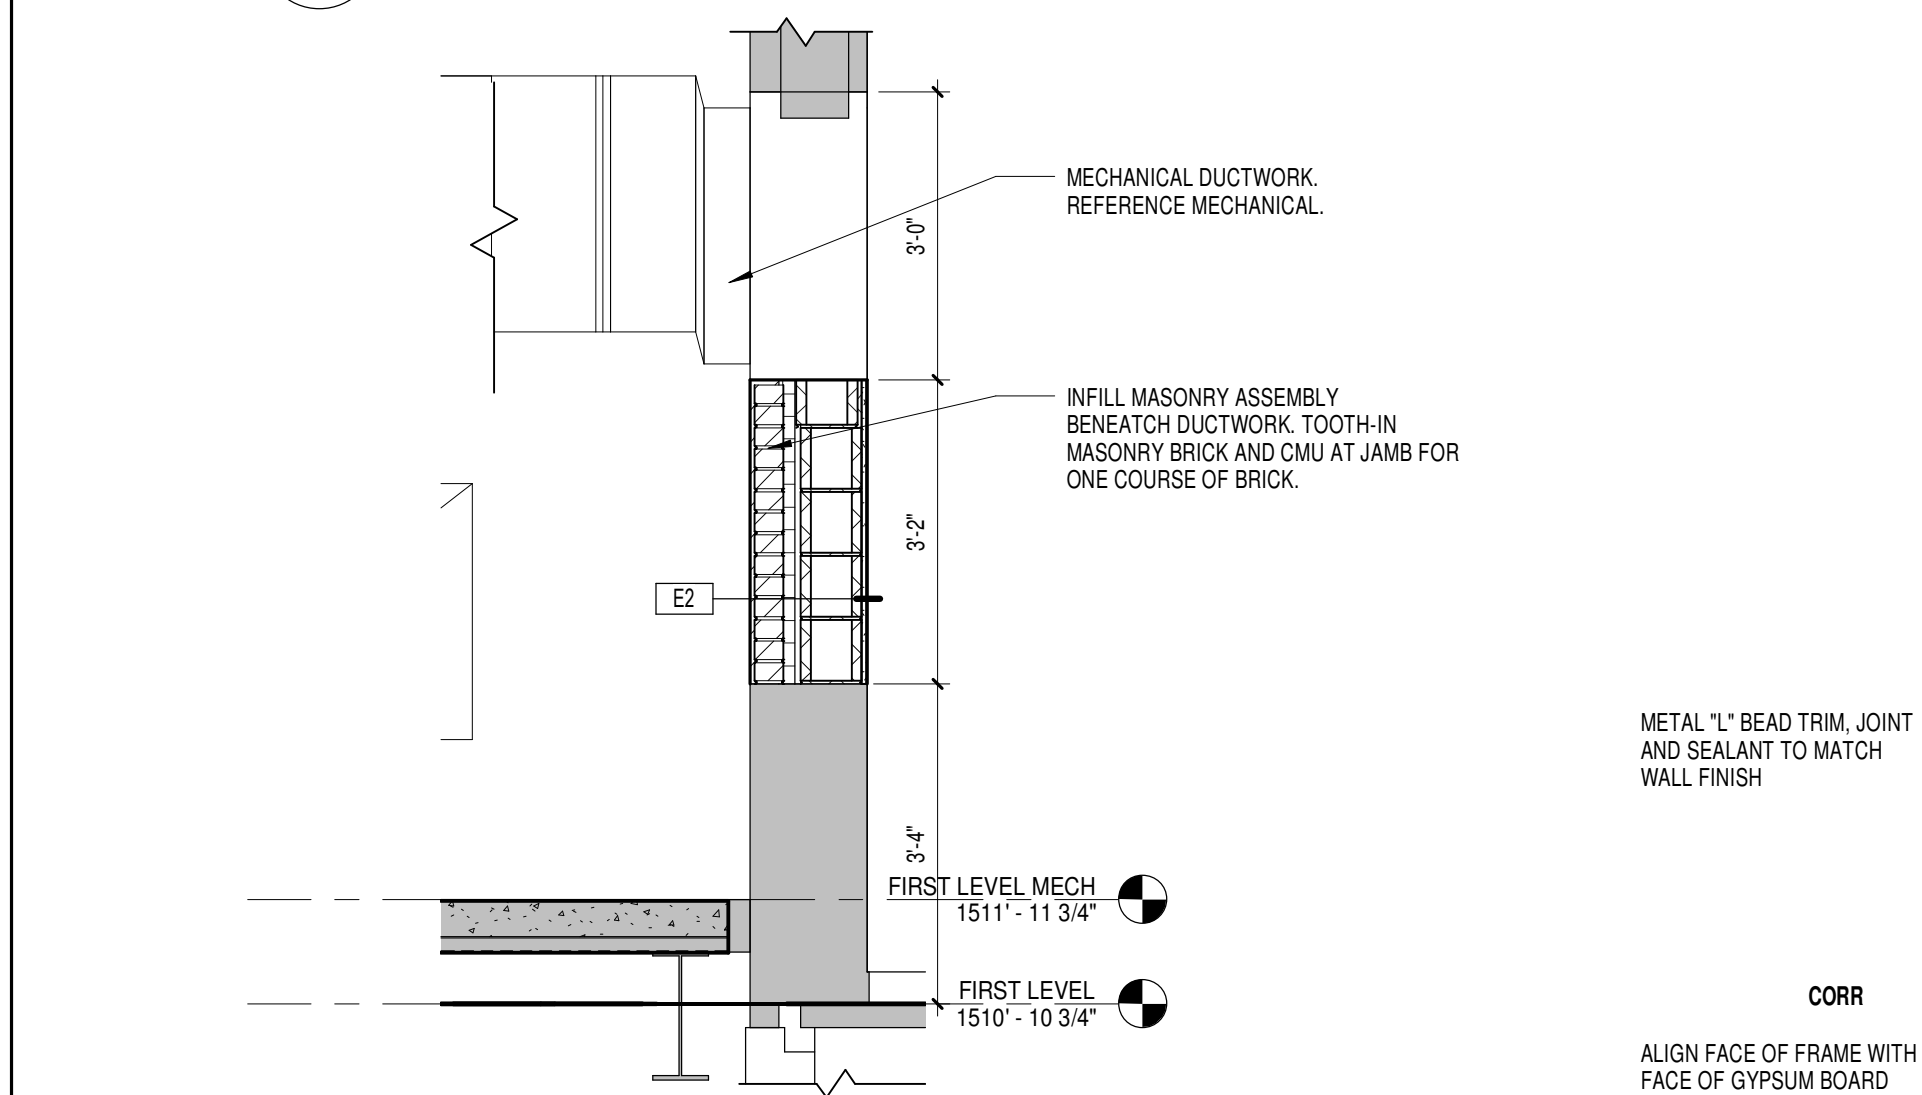 MECHANICAL DUCTWORK.
REFERENCE MECHANICAL.
3'-0"
INFILL MASONRY ASSEMBLY
BENEATCH DUCTWORK. TOOTH-IN
MASONRY BRICK AND CMU AT JAMB FOR
ONE COURSE OF BRICK.
3'-2"
E2
METAL "L" BEAD TRIM, JOINT
AND SEALANT TO MATCH
WALL FINISH
3'-4"
FIRST LEVEL MECH
1511' - 11 3/4"
FIRST LEVEL
1510' - 10 3/4"
CORR
ALIGN FACE OF FRAME WITH
FACE OF GYPSUM BOARD